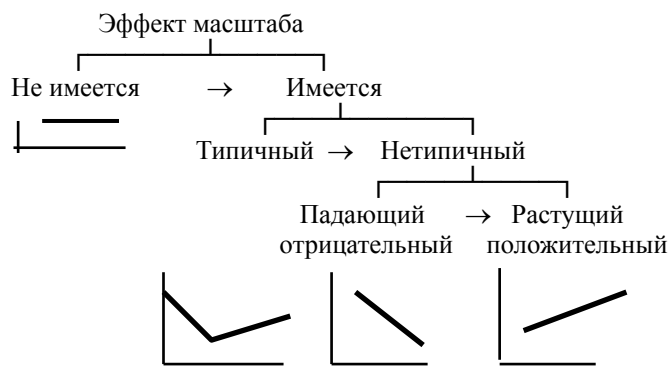 Эффект масштаба
Не имеется → Имеется
Типичный → Нетипичный
Падающий → Растущий
отрицательный положительный